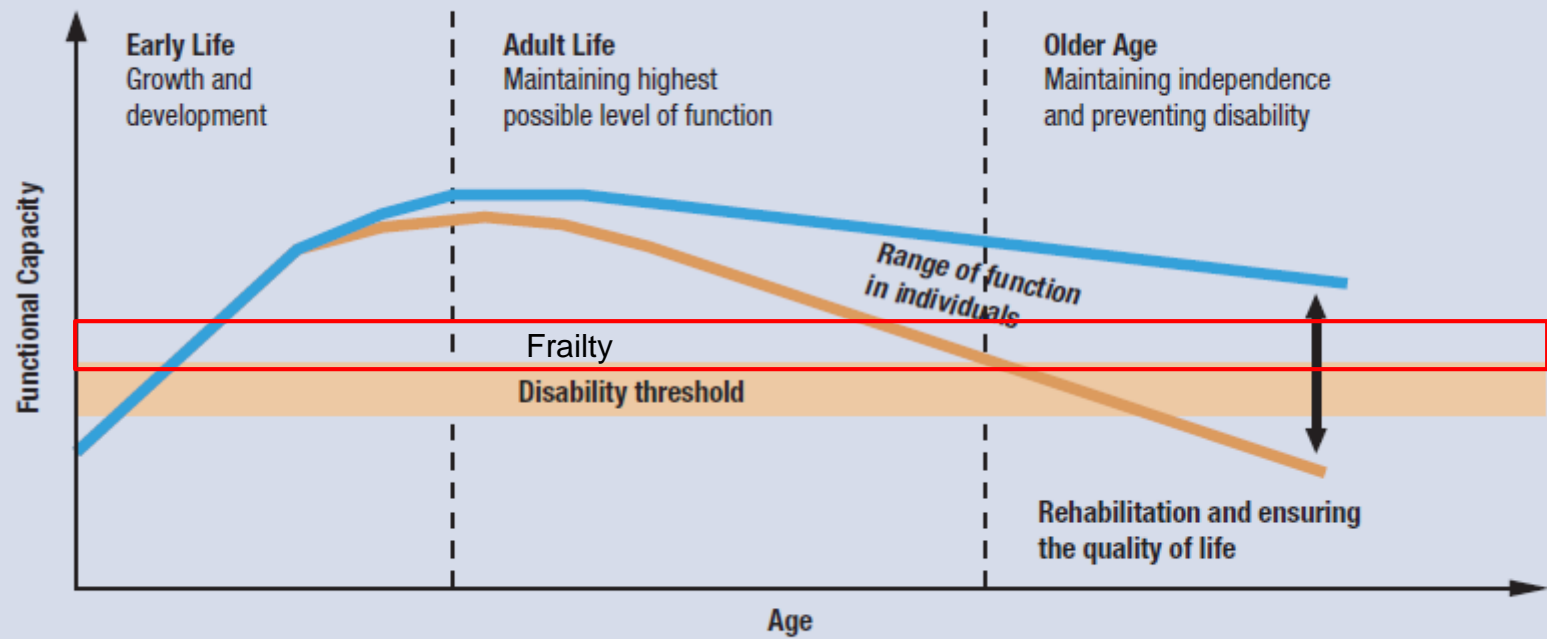 Early Life
Growth and
development
Adult Life
Maintaining highest
possible level of function
Older Age
Maintaining independence
and preventing disability
Functional Capacity
Range of function
in individuals
Frailty
Disability threshold
Rehabilitation and ensuring
the quality of life
Age